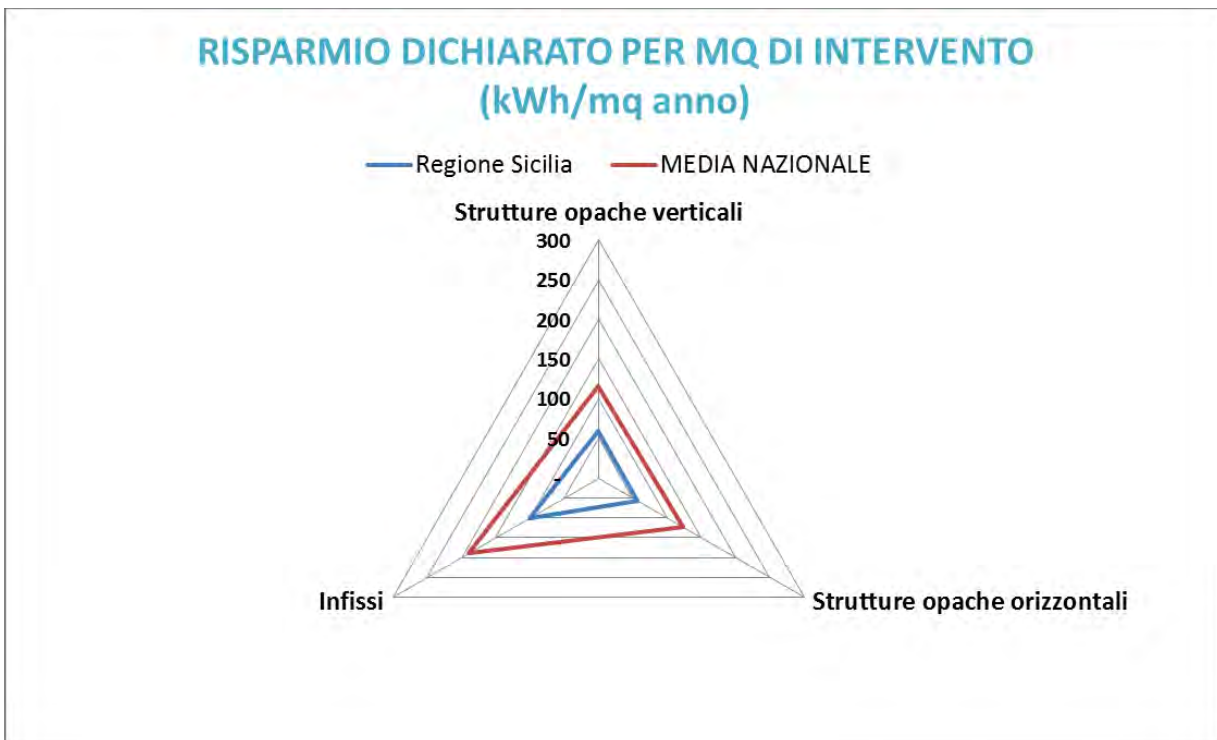 RISPARMIO DICHIARATO PER MQ DI INTERVENTO
(kWh/mq anno)
Regione Sicilia MEDIA NAZIONALE
Strutture opache verticali
300
250
200
150
100
50
-
Infissi
Strutture opache orizzontali